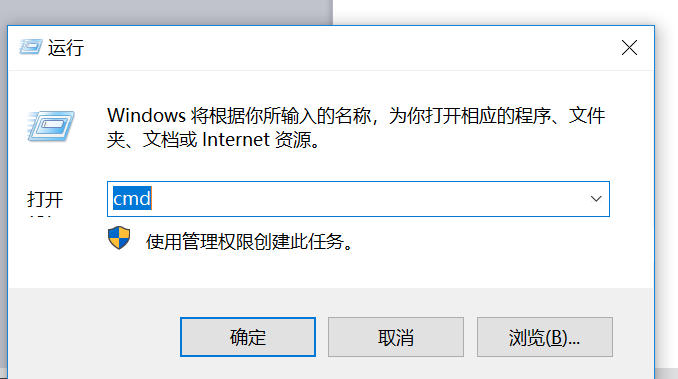 运行
Windows 将根据你所输入的名称，为你打开相应的程序、文件
夹、文档或 Internet 资源。
打开
cmd
使用管理权限创建此任务。
确定
取消
浏览(B)...